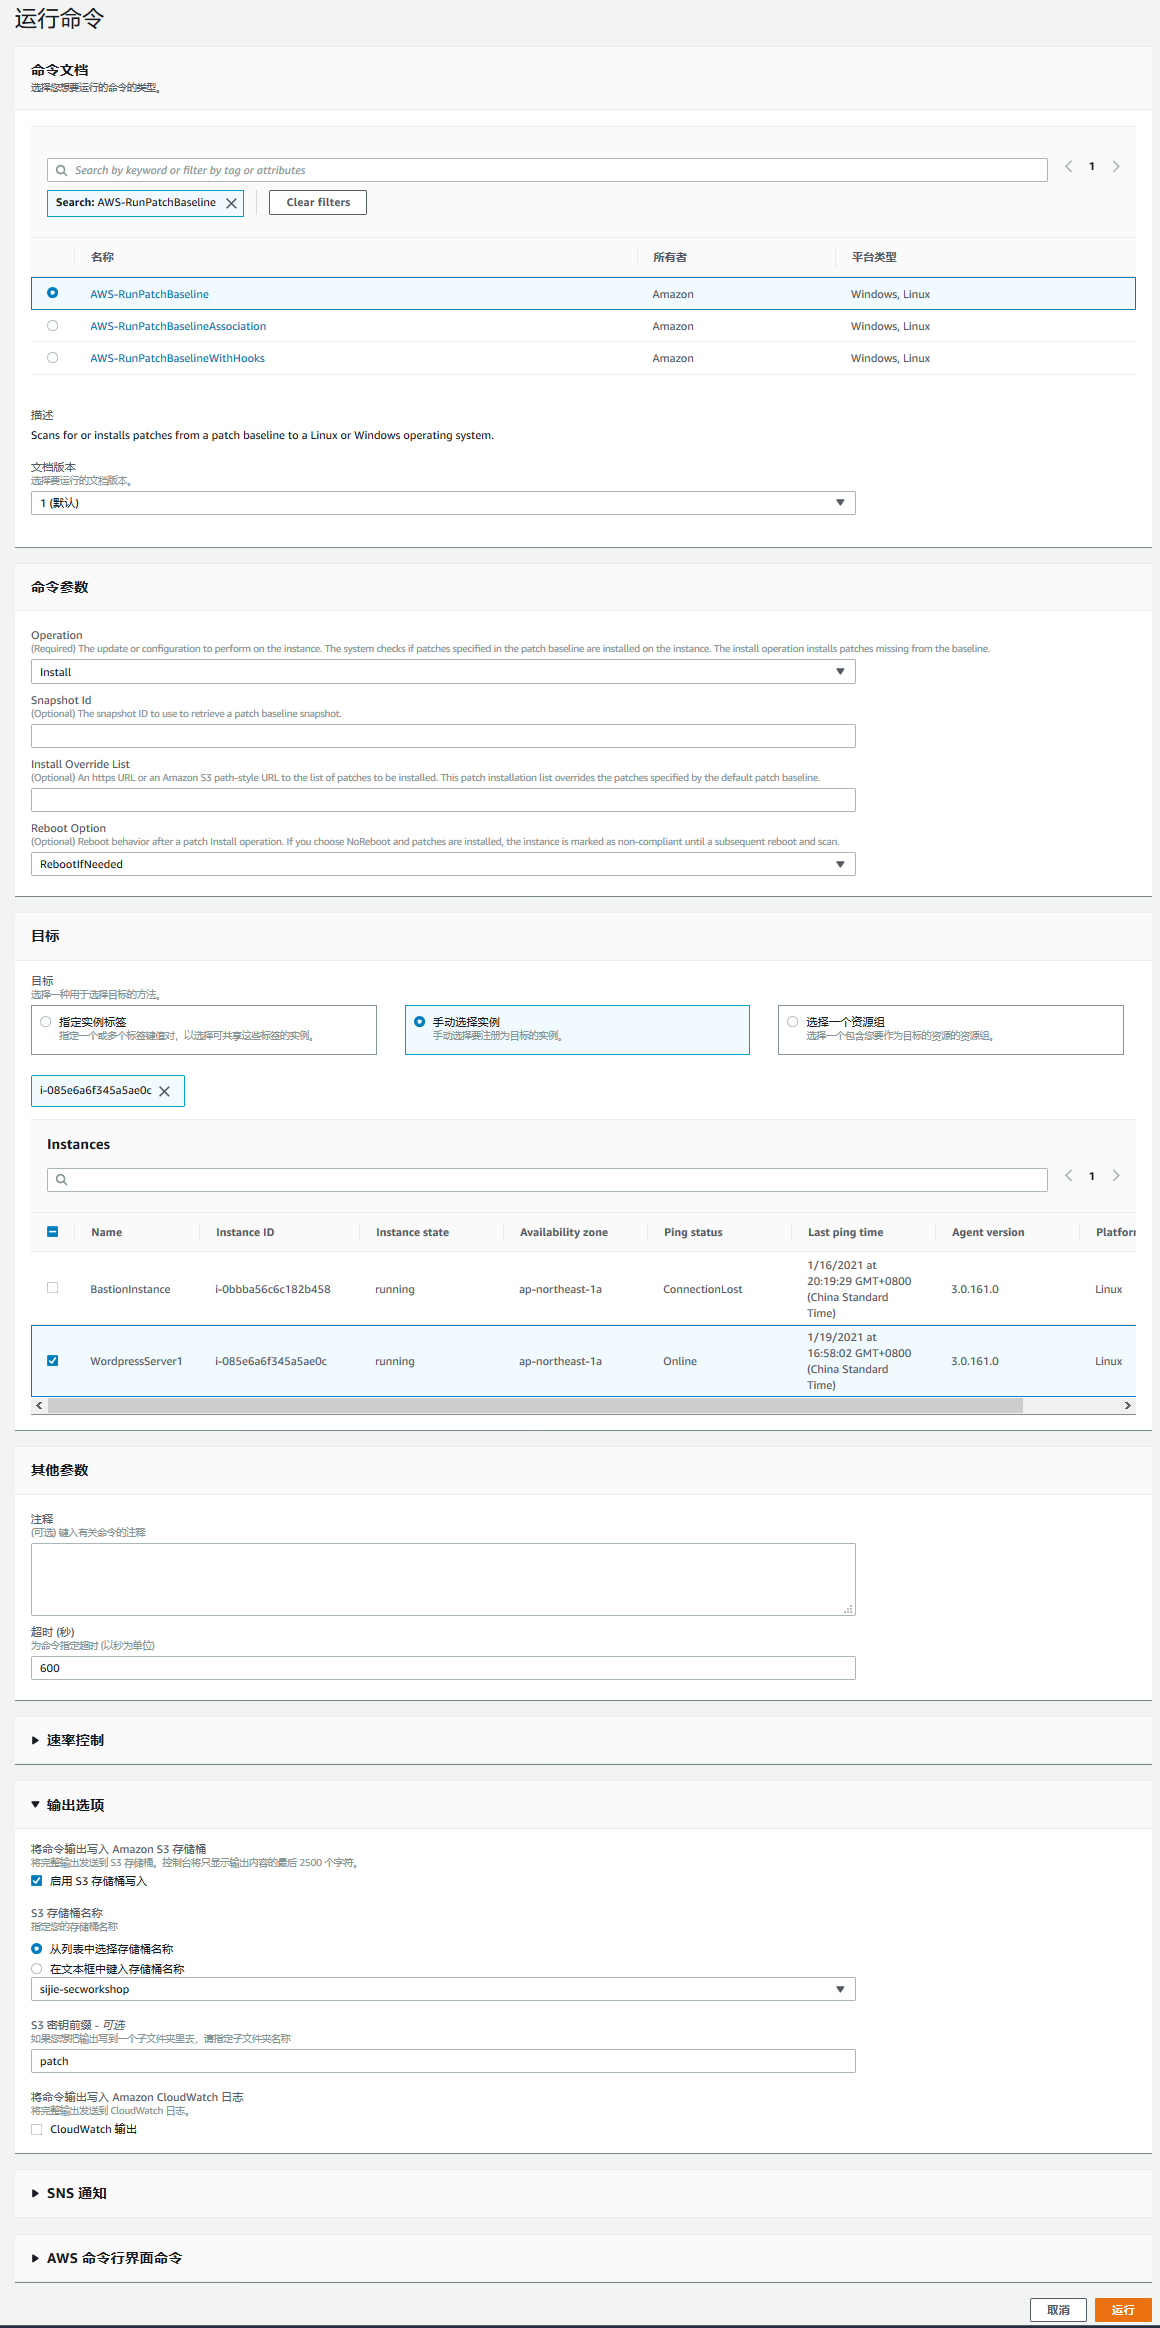 运行命令
命令文档
选择您想要运行的命令的类型。
Search by keyword or filter by tag or attributes
1
Search: AWS-RunPatchBaseline
Clear filters
名称 所有者 平台类型
AWS-RunPatchBaseline Amazon Windows, Linux
AWS-RunPatchBaselineAssociation Amazon Windows, Linux
AWS-RunPatchBaselineWithHooks Amazon Windows, Linux
描述
Scans for or installs patches from a patch baseline to a Linux or Windows operating system.
文档版本
选择要运行的文档版本。
1 (默认)
命令参数
Operation
(Required) The update or configuration to perform on the instance. The system checks if patches specified in the patch baseline are installed on the instance. The install operation installs patches missing from the baseline.
Install
Snapshot Id
(Optional) The snapshot ID to use to retrieve a patch baseline snapshot.
Install Override List
(Optional) An https URL or an Amazon S3 path-style URL to the list of patches to be installed. This patch installation list overrides the patches specified by the default patch baseline.
Reboot Option
(Optional) Reboot behavior after a patch Install operation. If you choose NoReboot and patches are installed, the instance is marked as non-compliant until a subsequent reboot and scan.
RebootIfNeeded
目标
目标
选择一种用于选择目标的方法。
指定实例标签 手动选择实例 选择一个资源组
指定一个或多个标签键值对，以选择可共享这些标签的实例。 手动选择要注册为目标的实例。 选择一个包含您要作为目标的资源的资源组。
i-085e6a6f345a5ae0c
Instances
1
Name Instance ID Instance state Availability zone Ping status Last ping time Agent version Platform
BastionInstance i-0bbba56c6c182b458 running ap-northeast-1a ConnectionLost 1/16/2021 at 20:19:29 GMT+0800 (China Standard Time) 3.0.161.0 Linux
WordpressServer1 i-085e6a6f345a5ae0c running ap-northeast-1a Online 1/19/2021 at 16:58:02 GMT+0800 (China Standard Time) 3.0.161.0 Linux
其他参数
注释
(可选) 键入有关命令的注释
超时 (秒)
为命令指定超时 (以秒为单位)
600
速率控制
输出选项
将命令输出写入 Amazon S3 存储桶
将完整输出发送到 S3 存储桶。控制台将只显示输出内容的最后 2500 个字符。
启用 S3 存储桶写入
S3 存储桶名称
指定您的存储桶名称
从列表中选择存储桶名称
在文本框中键入存储桶名称
sijie-secworkshop
S3 密钥前缀 - 可选
如果您想把输出写到一个子文件夹里去，请指定子文件夹名称
patch
将命令输出写入 Amazon CloudWatch 日志
将完整输出发送到 CloudWatch 日志。
CloudWatch 输出
SNS 通知
AWS 命令行界面命令
取消 运行